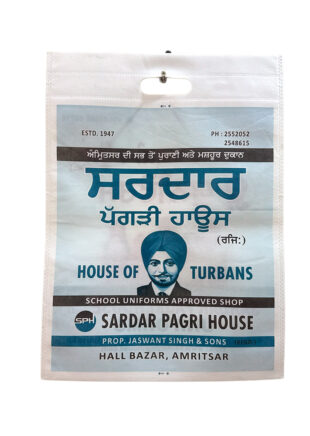 ESTD. 1947 PH : 2552052
2548615
ਅੰਮ੍ਰਿਤਸਰ ਦੀ ਸਭ ਤੋਂ ਪੁਰਾਣੀ ਅਤੇ ਮਸ਼ਹੂਰ ਦੁਕਾਨ
ਸਰਦਾਰ
ਪੱਗੜੀ ਹਾਊਸ
(ਰਜਿ:)
HOUSE OF TURBANS
SCHOOL UNIFORMS APPROVED SHOP
SPH SARDAR PAGRI HOUSE
PROP. JASWANT SINGH & SONS
HALL BAZAR, AMRITSAR